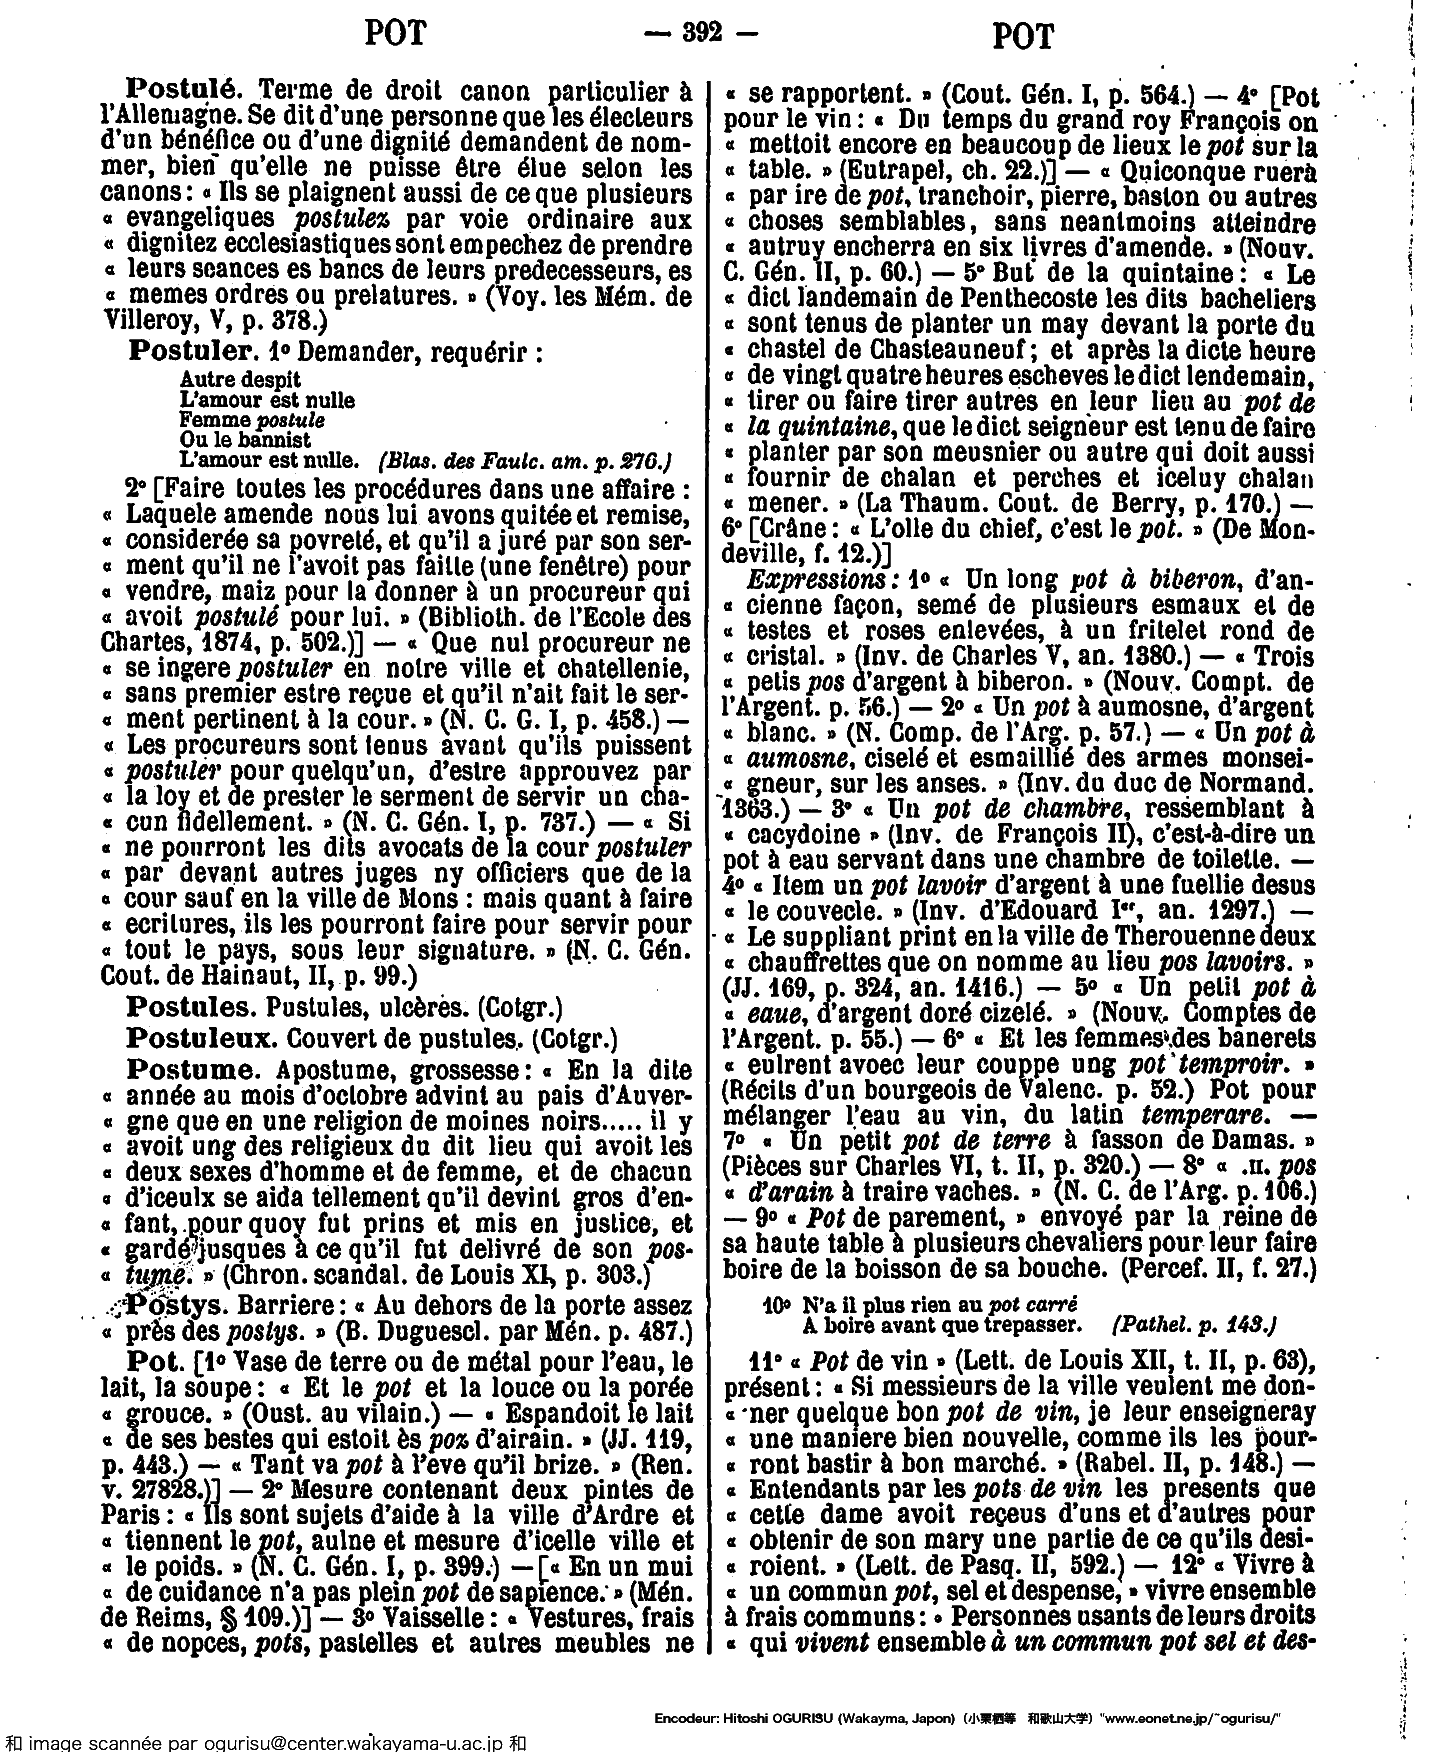 POT
— 392 —
POT
Postulé. Terme de droit canon particulier à
l'Allemagne. Se dit d'une personne que les électeurs
d'un bénéfice ou d'une dignité demandent de nom-
mer, bien qu'elle ne puisse être élue selon les
canons : « Ils se plaignent aussi de ce que plusieurs
« evangeliques postulez par voie ordinaire aux
« dignitez ecclesiastiques sont empechez de prendre
« leurs seances es bancs de leurs predecesseurs, es
« memes ordres ou prelatures. » (Voy. les Mém. de
Villeroy, V, p. 378.)
Postuler. 1º Demander, requérir :
Autre despit
L'amour est nulle
Femme postule
Ou le bannist
L'amour est nulle. (Blas. des Faulc. am. p. 276.)
2º [Faire toutes les procédures dans une affaire :
« Laquele amende nous lui avons quitée et remise,
« considerée sa povreté, et qu'il a juré par son ser-
« ment qu'il ne l'avoit pas faitte (une fenêtre) pour
« vendre, maiz pour la donner à un procureur qui
« avoit postulé pour lui. » (Biblioth. de l'Ecole des
Chartes, 1874, p. 502.)] — « Que nul procureur ne
« se ingere postuler en notre ville et chatellenie,
« sans premier estre reçue et qu'il n'ait fait le ser-
« ment pertinent à la cour. » (N. C. G. I, p. 458.) —
« Les procureurs sont tenus avant qu'ils puissent
« postuler pour quelqu'un, d'estre approuvez par
« la loy et de prester le serment de servir un cha-
« cun fidellement. » (N. C. Gén. I, p. 737.) — « Si
« ne pourront les dits avocats de la cour postuler
« par devant autres juges ny officiers que de la
« cour sauf en la ville de Mons : mais quant à faire
« ecritures, ils les pourront faire pour servir pour
« tout le pays, sous leur signature. » (N. C. Gén.
Cout. de Hainaut, II, p. 99.)
Postules. Pustules, ulcères. (Cotgr.)
Postuleux. Couvert de pustules. (Cotgr.)
Postume. Apostume, grossesse : « En la dite
« année au mois d'octobre advint au pais d'Auver-
« gne que en une religion de moines noirs..... il y
« avoit ung des religieux du dit lieu qui avoit les
« deux sexes d'homme et de femme, et de chacun
« d'iceulx se aida tellement qu'il devint gros d'en-
« fant, pour quoy fut prins et mis en justice, et
« gardé jusques à ce qu'il fut delivré de son pos-
« tume. » (Chron. scandal. de Louis XI, p. 303.)
Postys. Barriere : « Au dehors de la porte assez
« près des postys. » (B. Duguescl. par Mén. p. 487.)
Pot. [1º Vase de terre ou de métal pour l'eau, le
lait, la soupe : « Et le pot et la louce ou la porée
« grouce. » (Oust. au vilain.) — « Espandoit le lait
« de ses bestes qui estoit ès poz d'airain. » (JJ. 119,
p. 443.) — « Tant va pot à l'eve qu'il brize. » (Ren.
v. 27828.)] — 2º Mesure contenant deux pintes de
Paris : « Ils sont sujets d'aide à la ville d'Ardre et
« tiennent le pot, aulne et mesure d'icelle ville et
« le poids. » (N. C. Gén. I, p. 399.) — [« En un mui
« de cuidance n'a pas plein pot de sapience. » (Mén.
de Reims, § 109.)] — 3º Vaisselle : « Vestures, frais
« de nopces, pots, pastelles et autres meubles ne
« se rapportent. » (Cout. Gén. I, p. 564.) — 4º [Pot
pour le vin : « Du temps du grand roy François on
« mettoit encore en beaucoup de lieux le pot sur la
« table. » (Eutrapel, ch. 22.)] — « Quiconque ruerà
« par ire de pot, tranchoir, pierre, baston ou autres
« choses semblables, sans neantmoins atteindre
« autruy encherra en six livres d'amende. » (Nouv.
C. Gén. II, p. 60.) — 5º But de la quintaine : « Le
« dict landemain de Penthecoste les dits bacheliers
« sont tenus de planter un may devant la porte du
« chastel de Chasteauneuf ; et après la dicte heure
« de vingt quatre heures escheves le dict lendemain,
« tirer ou faire tirer autres en leur lieu au pot de
« la quintaine, que le dict seigneur est tenu de faire
« planter par son meusnier ou autre qui doit aussi
« fournir de chalan et perches et iceluy chalan
« mener. » (La Thaum. Cout. de Berry, p. 170.) —
6º [Crâne : « L'olle du chief, c'est le pot. » (De Mon-
deville, f. 12.)]
Expressions : 1º « Un long pot à biberon, d'an-
« cienne façon, semé de plusieurs esmaux et de
« testes et roses enlevées, à un fritelet rond de
« cristal. » (Inv. de Charles V, an. 1380.) — « Trois
« petis pos d'argent à biberon. » (Nouv. Compt. de
l'Argent. p. 56.) — 2º « Un pot à aumosne, d'argent
« blanc. » (N. Comp. de l'Arg. p. 57.) — « Un pot à
« aumosne, ciselé et esmaillié des armes monsei-
« gneur, sur les anses. » (Inv. du duc de Normand.
1363.) — 3º « Un pot de chambre, ressemblant à
« cacydoine » (Inv. de François II), c'est-à-dire un
pot à eau servant dans une chambre de toilette. —
4º « Item un pot lavoir d'argent à une fuellie desus
« le couvecle. » (Inv. d'Edouard Ier, an. 1297.) —
« Le suppliant print en la ville de Therouenne deux
« chauffrettes que on nomme au lieu pos lavoirs. »
(JJ. 169, p. 324, an. 1416.) — 5º « Un petit pot à
« eaue, d'argent doré cizelé. » (Nouv. Comptes de
l'Argent. p. 55.) — 6º « Et les femmes des banerets
« eulrent avoec leur couppe ung pot temproir. »
(Récits d'un bourgeois de Valenc. p. 52.) Pot pour
mélanger l'eau au vin, du latin temperare. —
7º « Un petit pot de terre à fasson de Damas. »
(Pièces sur Charles VI, t. II, p. 320.) — 8º « .II. pos
« d'arain à traire vaches. » (N. C. de l'Arg. p. 106.)
— 9º « Pot de parement, » envoyé par la reine de
sa haute table à plusieurs chevaliers pour leur faire
boire de la boisson de sa bouche. (Percef. II, f. 27.)
10º N'a il plus rien au pot carré
A boire avant que trepasser. (Pathel. p. 143.)
11º « Pot de vin » (Lett. de Louis XII, t. II, p. 63),
présent : « Si messieurs de la ville veulent me don-
« ner quelque bon pot de vin, je leur enseigneray
« une maniere bien nouvelle, comme ils les pour-
« ront bastir à bon marché. » (Rabel. II, p. 148.) —
« Entendants par les pots de vin les presents que
« cette dame avoit reçeus d'uns et d'autres pour
« obtenir de son mary une partie de ce qu'ils desi-
« roient. » (Lett. de Pasq. II, 592.) — 12º « Vivre à
« un commun pot, sel et despense, » vivre ensemble
à frais communs : « Personnes usants de leurs droits
« qui vivent ensemble à un commun pot sel et des-
Encodeur: Hitoshi OGURISU (Wakayma, Japon) (小栗栖等 和歌山大学) "www.eonet.ne.jp/~ogurisu/"
和 image scannée par ogurisu@center.wakayama-u.ac.jp 和